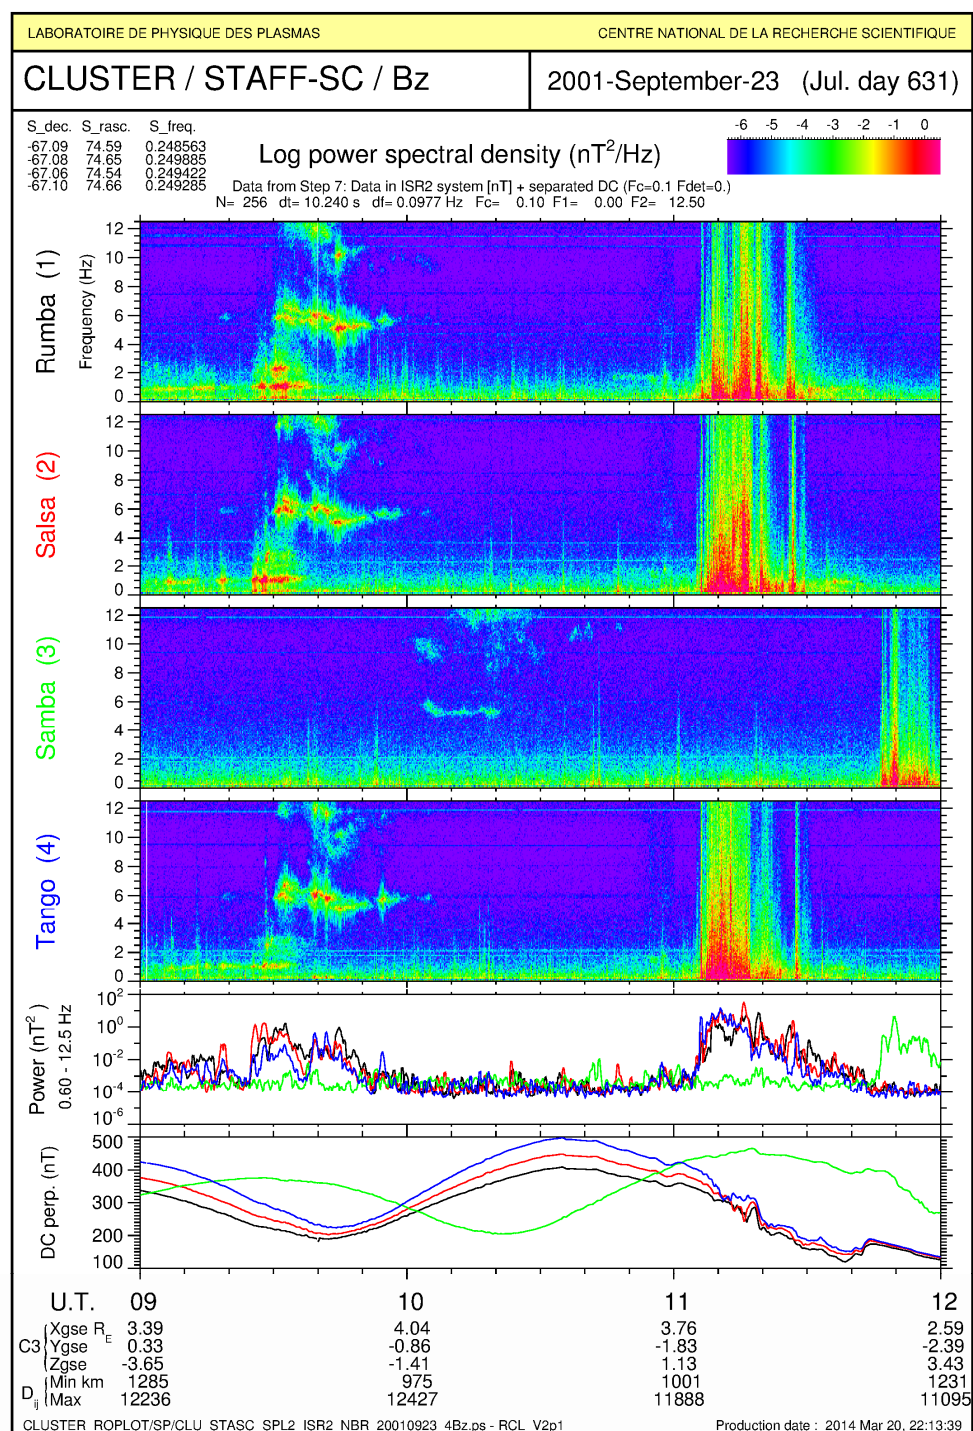 LABORATOIRE DE PHYSIQUE DES PLASMAS CENTRE NATIONAL DE LA RECHERCHE SCIENTIFIQUE
CLUSTER / STAFF-SC / Bz 2001-September-23 (Jul. day 631)
S_dec. S_rasc. S_freq.
-67.09 74.59 0.248563
-67.08 74.65 0.249885
-67.06 74.54 0.249422
-67.10 74.66 0.249285
-6 -5 -4 -3 -2 -1 0
Log power spectral density (nT²/Hz)
Data from Step 7: Data in ISR2 system [nT] + separated DC (Fc=0.1 Fdet=0.)
N= 256 dt= 10.240 s df= 0.0977 Hz Fc= 0.10 F1= 0.00 F2= 12.50
Rumba (1)
Frequency (Hz)
12
10
8
6
4
2
0
Salsa (2)
12
10
8
6
4
2
0
Samba (3)
12
10
8
6
4
2
0
Tango (4)
12
10
8
6
4
2
0
Power (nT²)
0.60 - 12.5 Hz
10²
10⁰
10⁻²
10⁻⁴
10⁻⁶
DC perp. (nT)
500
400
300
200
100
U.T. 09 10 11 12
C3
Xgse R_E 3.39 4.04 3.76 2.59
Ygse 0.33 -0.86 -1.83 -2.39
Zgse -3.65 -1.41 1.13 3.43
D_ij
Min km 1285 975 1001 1231
Max 12236 12427 11888 11095
CLUSTER_ROPLOT/SP/CLU_STASC_SPL2_ISR2_NBR_20010923_4Bz.ps - RCL_V2p1 Production date : 2014 Mar 20, 22:13:39